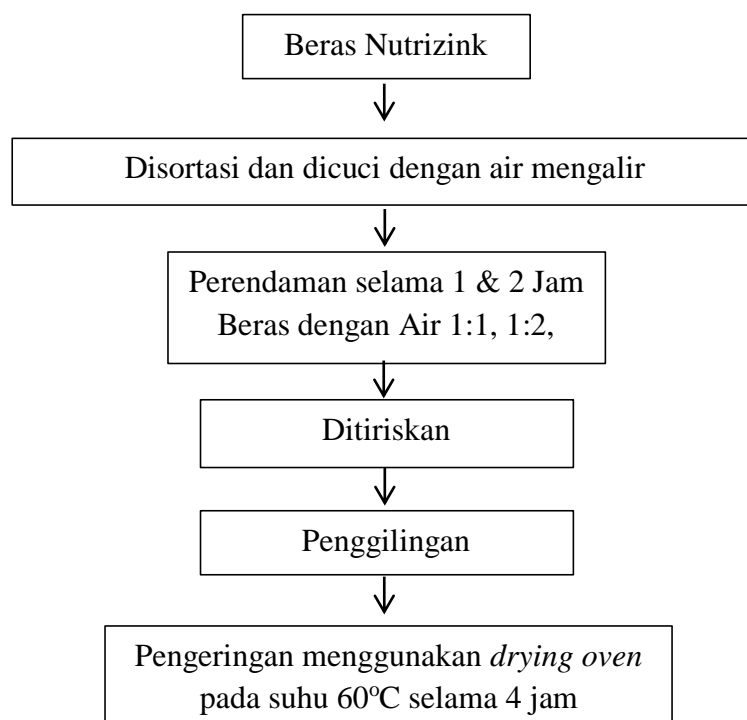 Beras Nutrizink
Disortasi dan dicuci dengan air mengalir
Perendaman selama 1 & 2 Jam
Beras dengan Air 1:1, 1:2,
Ditiriskan
Penggilingan
Pengeringan menggunakan drying oven
pada suhu 60°C selama 4 jam